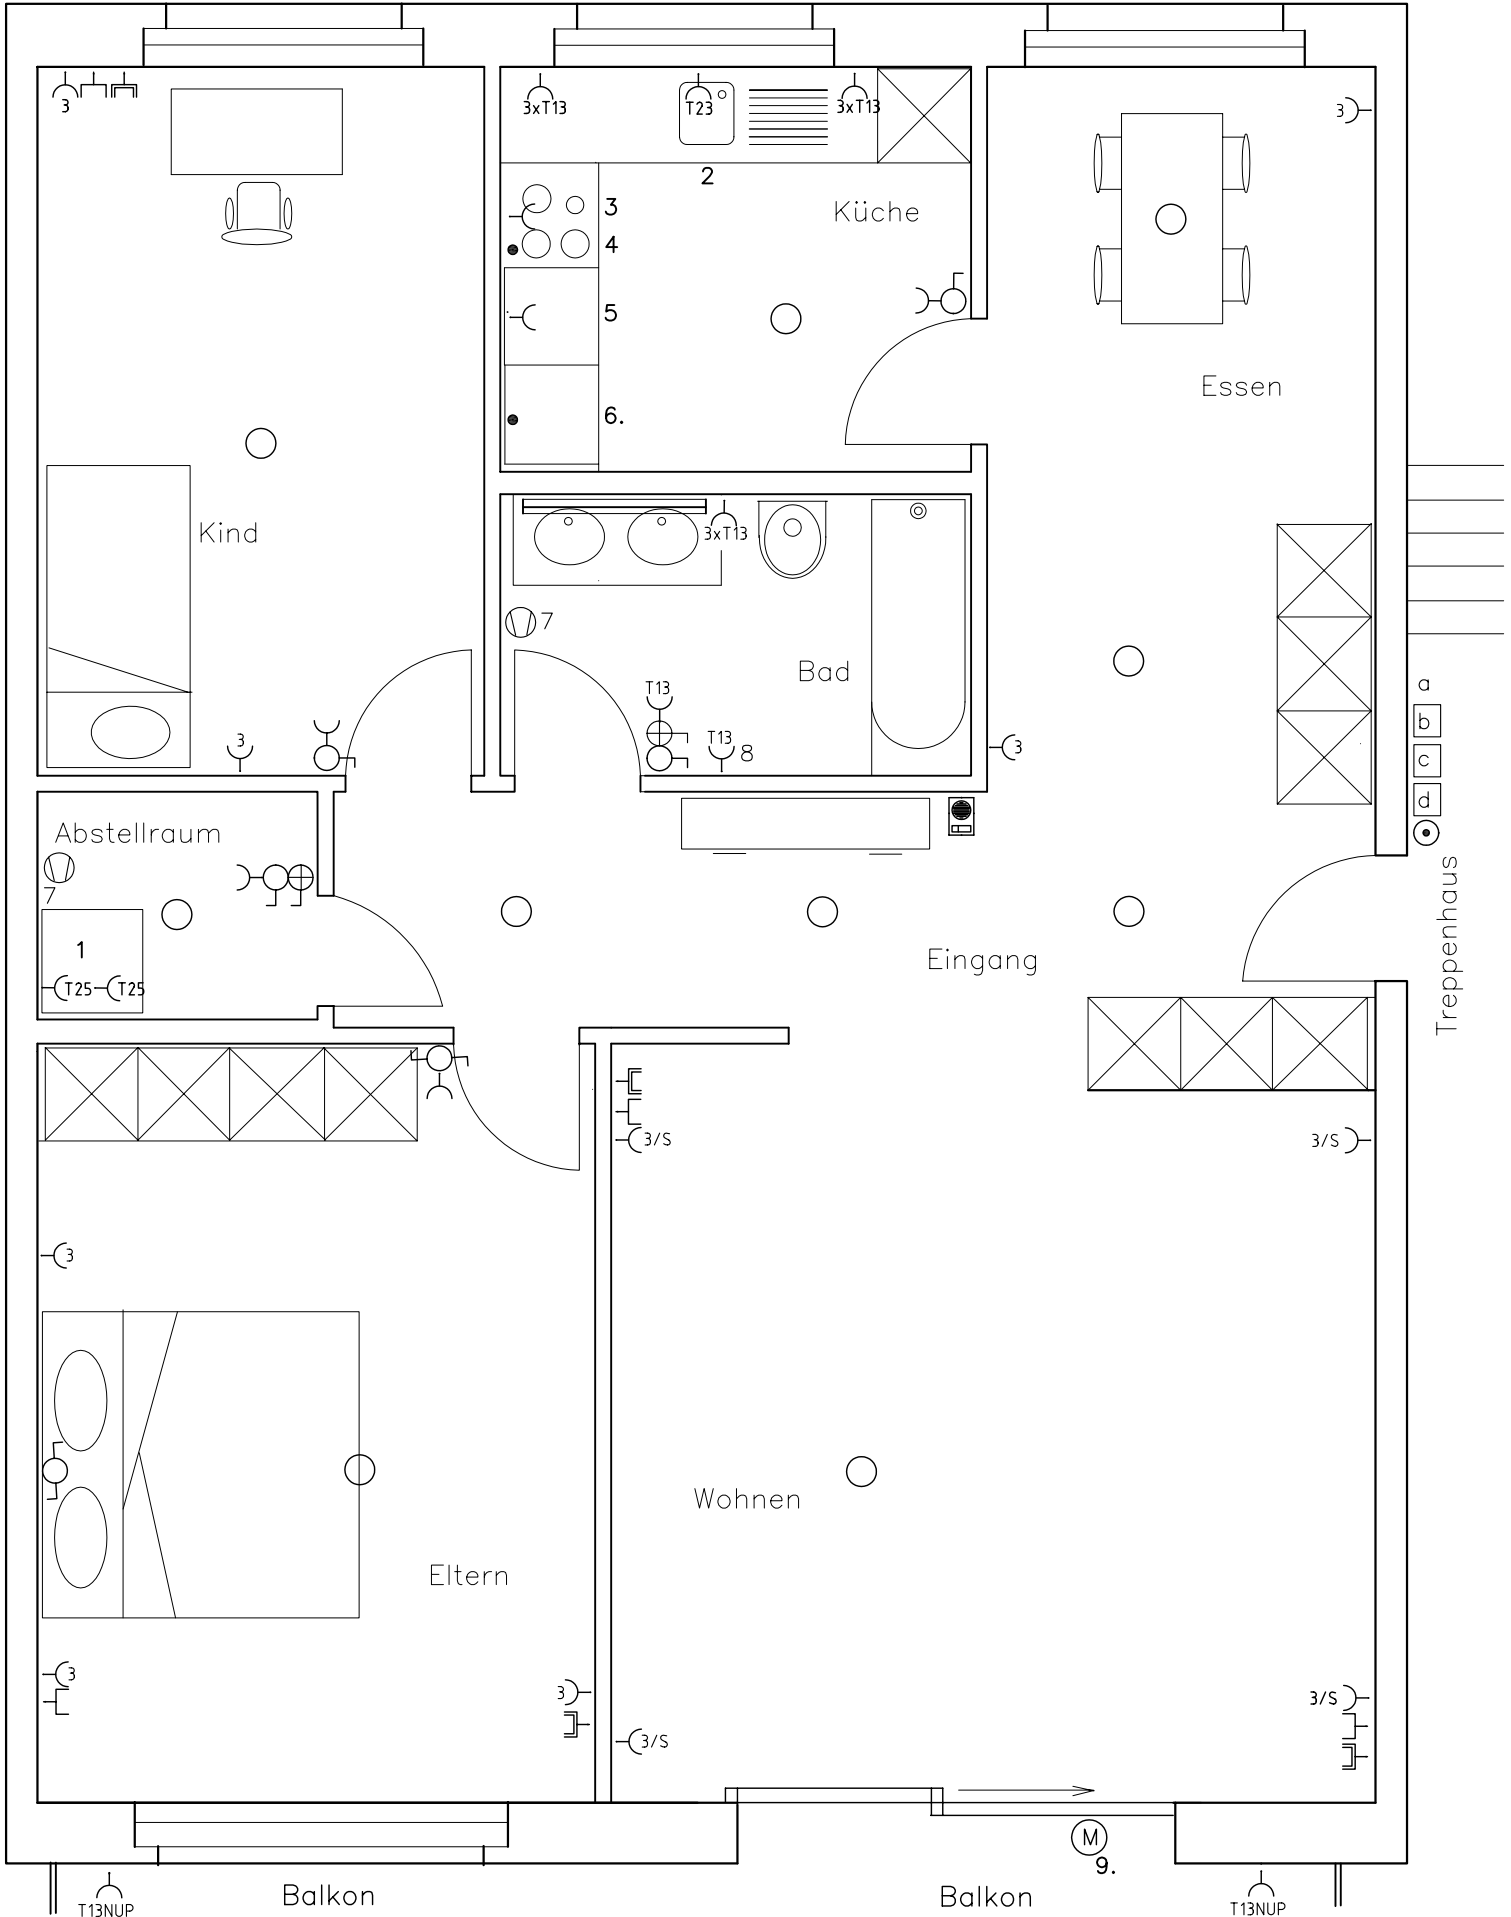 3
3xT13
T23
3xT13
3
2
3
Küche
4
5
Essen
6.
Kind
3xT13
7
Bad
a
T13
b
3
T13
8
3
c
d
Abstellraum
7
1
T25
T25
Eingang
Treppenhaus
3/S
3/S
3
Wohnen
Eltern
3
3
3/S
3/S
M
9.
Balkon
Balkon
T13NUP
T13NUP